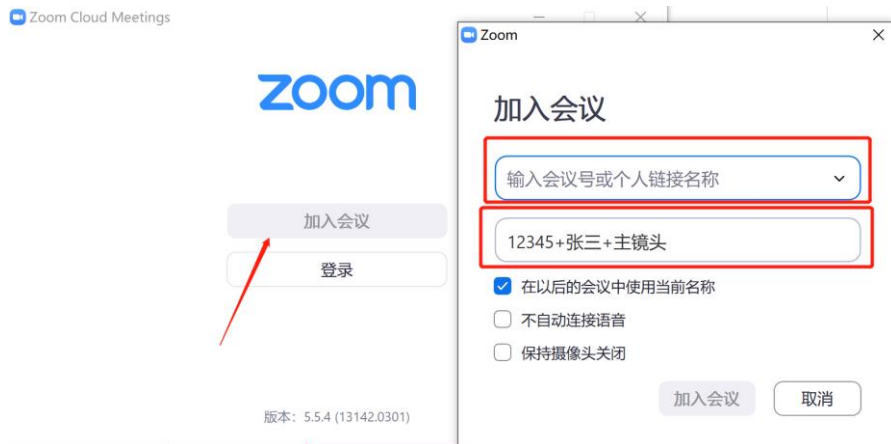 Zoom Cloud Meetings
zoom
加入会议
登录
版本：5.5.4 (13142.0301)
Zoom
加入会议
输入会议号或个人链接名称
12345+张三+主镜头
在以后的会议中使用当前名称
不自动连接语音
保持摄像头关闭
加入会议
取消